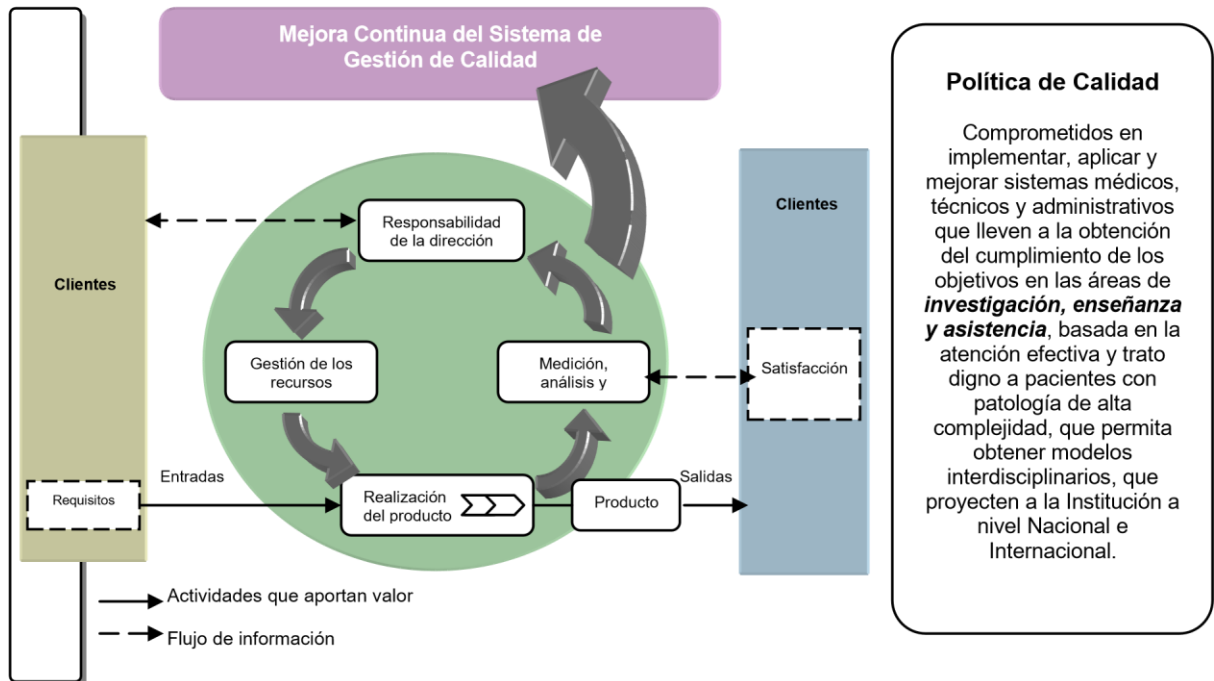 Mejora Continua del Sistema de
Gestión de Calidad
Clientes
Requisitos
Entradas
Responsabilidad
de la dirección
Gestión de los
recursos
Medición,
análisis y
Realización
del producto
Producto
Salidas
Clientes
Satisfacción
Actividades que aportan valor
Flujo de información
Política de Calidad
Comprometidos en
implementar, aplicar y
mejorar sistemas médicos,
técnicos y administrativos
que lleven a la obtención
del cumplimiento de los
objetivos en las áreas de
investigación, enseñanza
y asistencia, basada en la
atención efectiva y trato
digno a pacientes con
patología de alta
complejidad, que permita
obtener modelos
interdisciplinarios, que
proyecten a la Institución a
nivel Nacional e
Internacional.